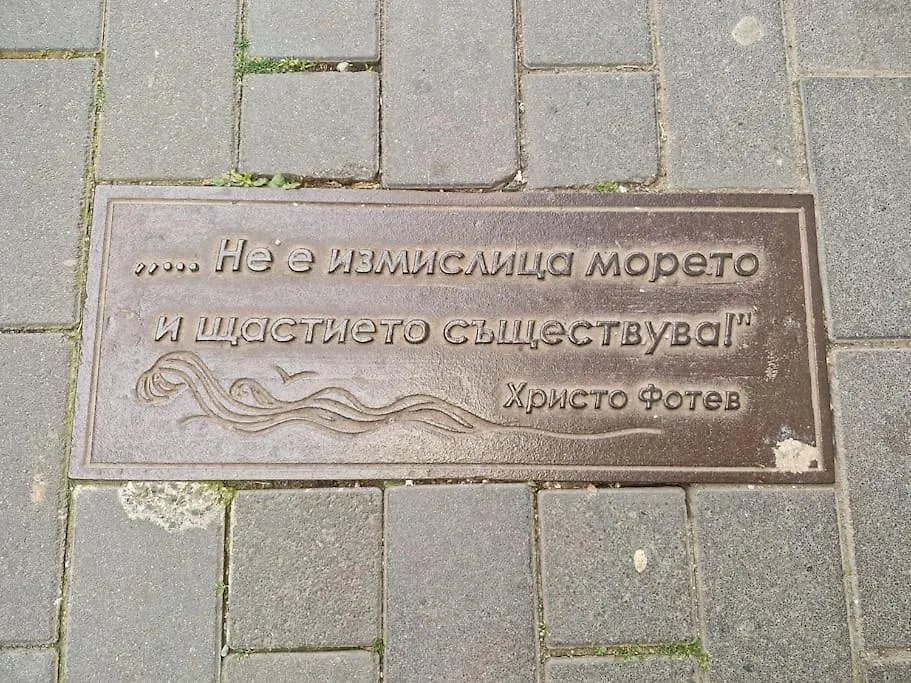 „... Не е измислица морето
и щастието съществува!"
Христо Фотев